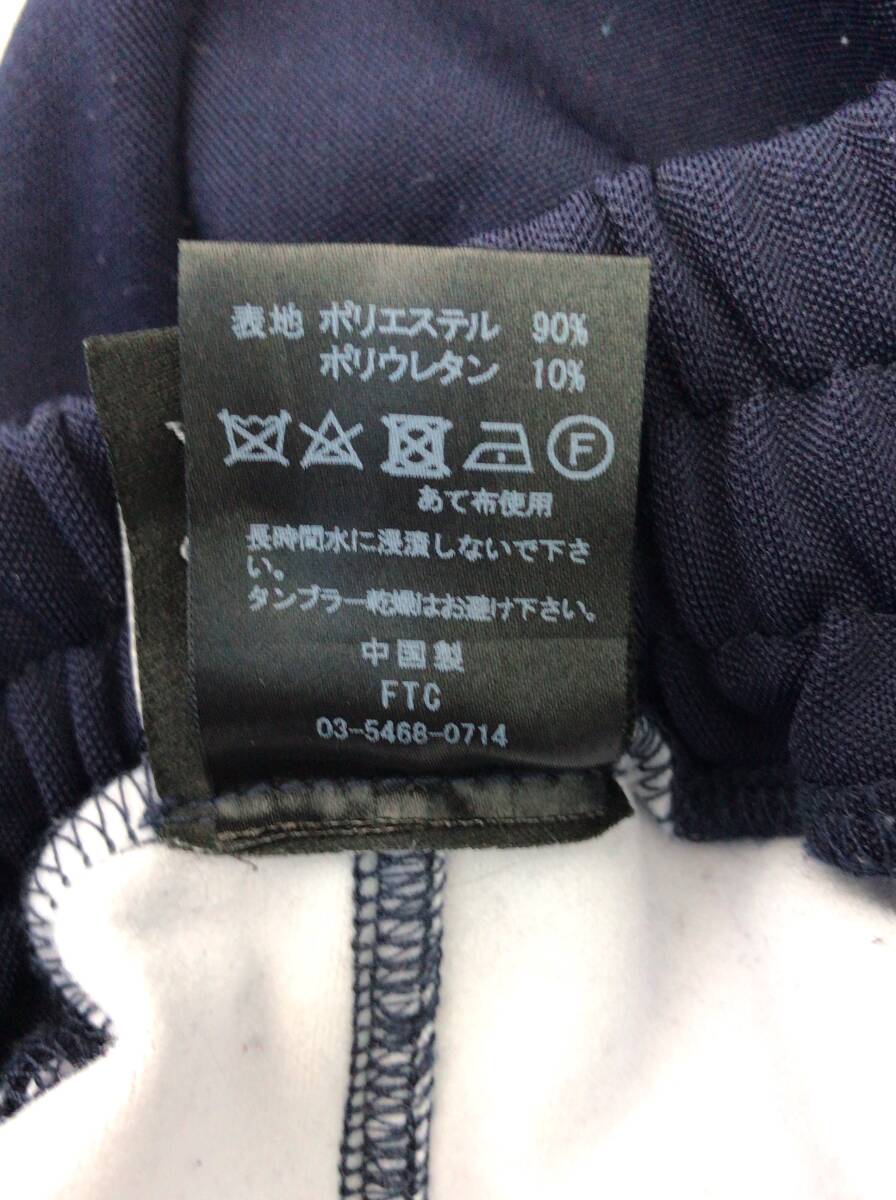 表地 ポリエステル 90%
ポリウレタン 10%
F
あて布使用
長時間水に浸漬しないで下さ
い。
タンブラー乾燥はお避け下さい。
中国製
FTC
03-5468-0714